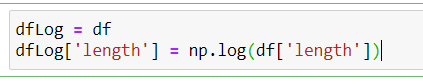 dfLog = df
dfLog['length'] = np.log(df['length'])